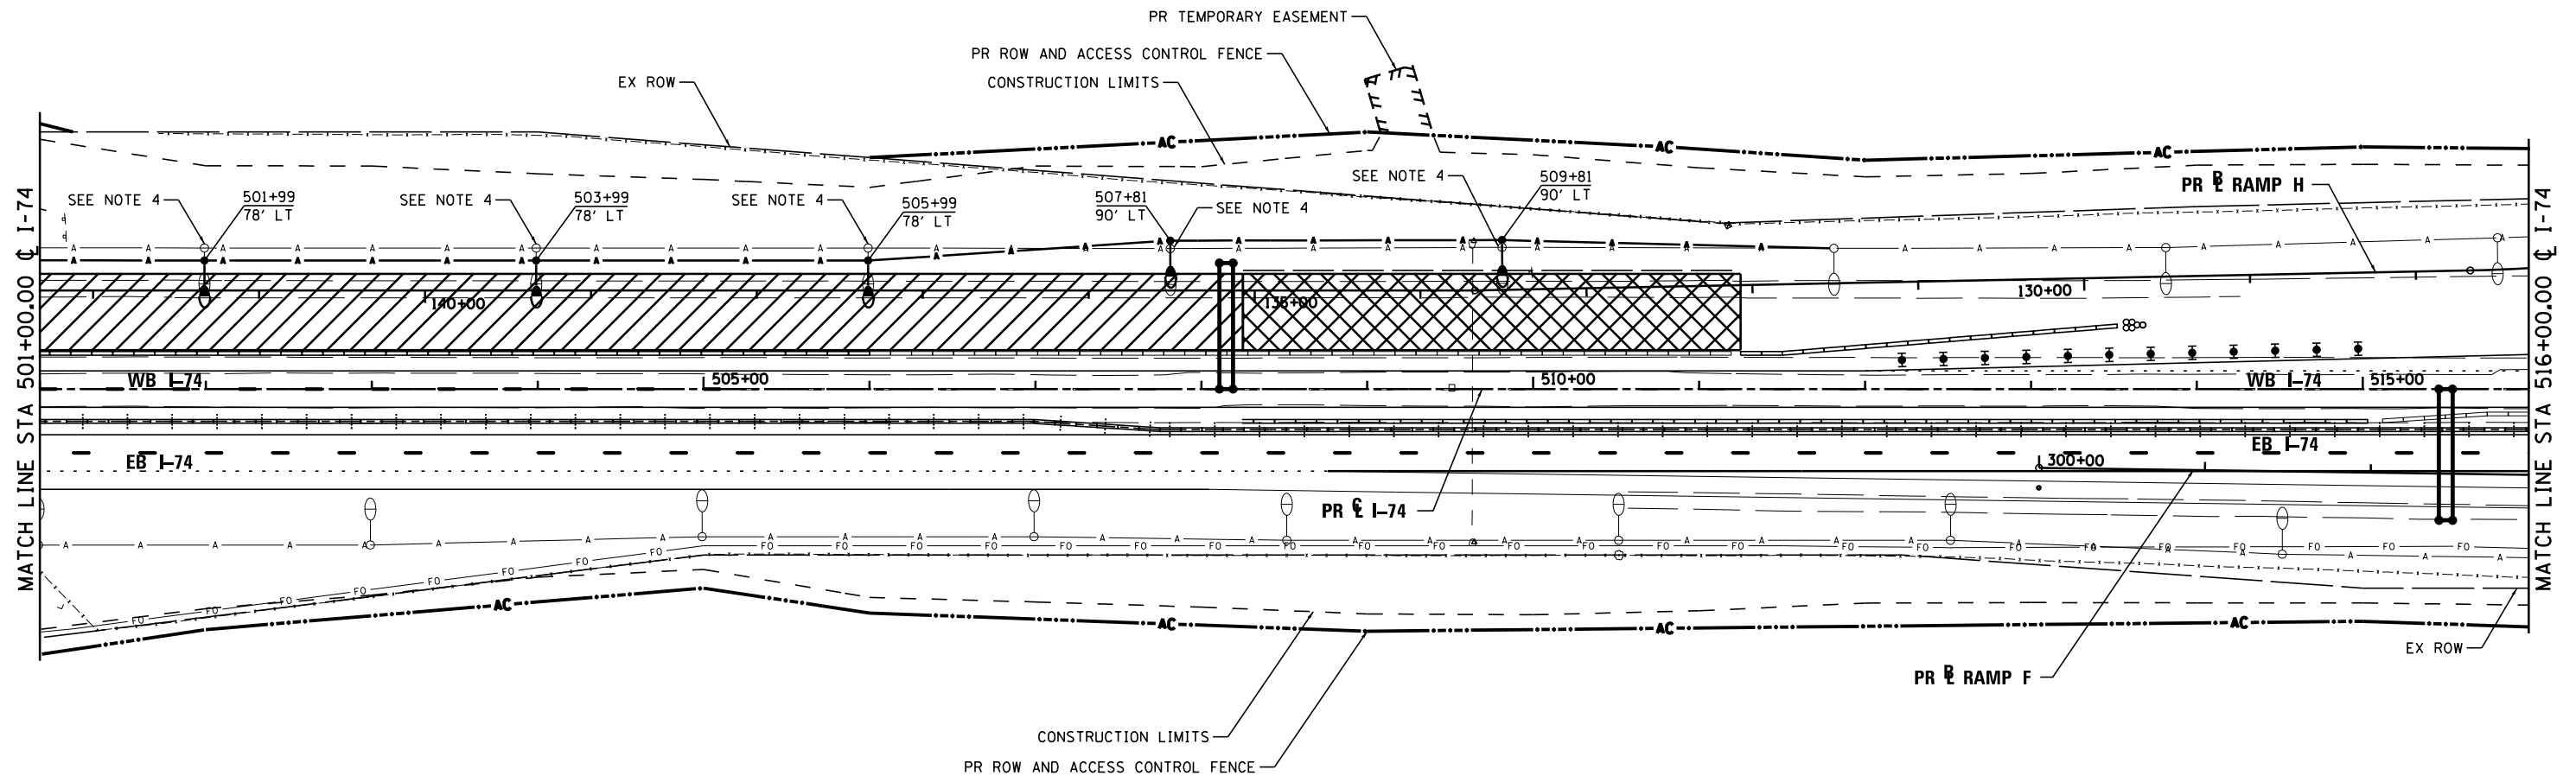 PR TEMPORARY EASEMENT
PR ROW AND ACCESS CONTROL FENCE
EX ROW
CONSTRUCTION LIMITS
AC
AC
AC
SEE NOTE 4
501+99
78' LT
SEE NOTE 4
503+99
78' LT
SEE NOTE 4
505+99
78' LT
507+81
90' LT
SEE NOTE 4
SEE NOTE 4
509+81
90' LT
PR BL RAMP H
140+00
135+00
130+00
WB I-74
505+00
510+00
WB I-74
515+00
EB I-74
EB I-74
300+00
PR CL I-74
AC
AC
AC
AC
EX ROW
PR BL RAMP F
CONSTRUCTION LIMITS
PR ROW AND ACCESS CONTROL FENCE
MATCH LINE STA 501+00.00 CL I-74
MATCH LINE STA 516+00.00 CL I-74